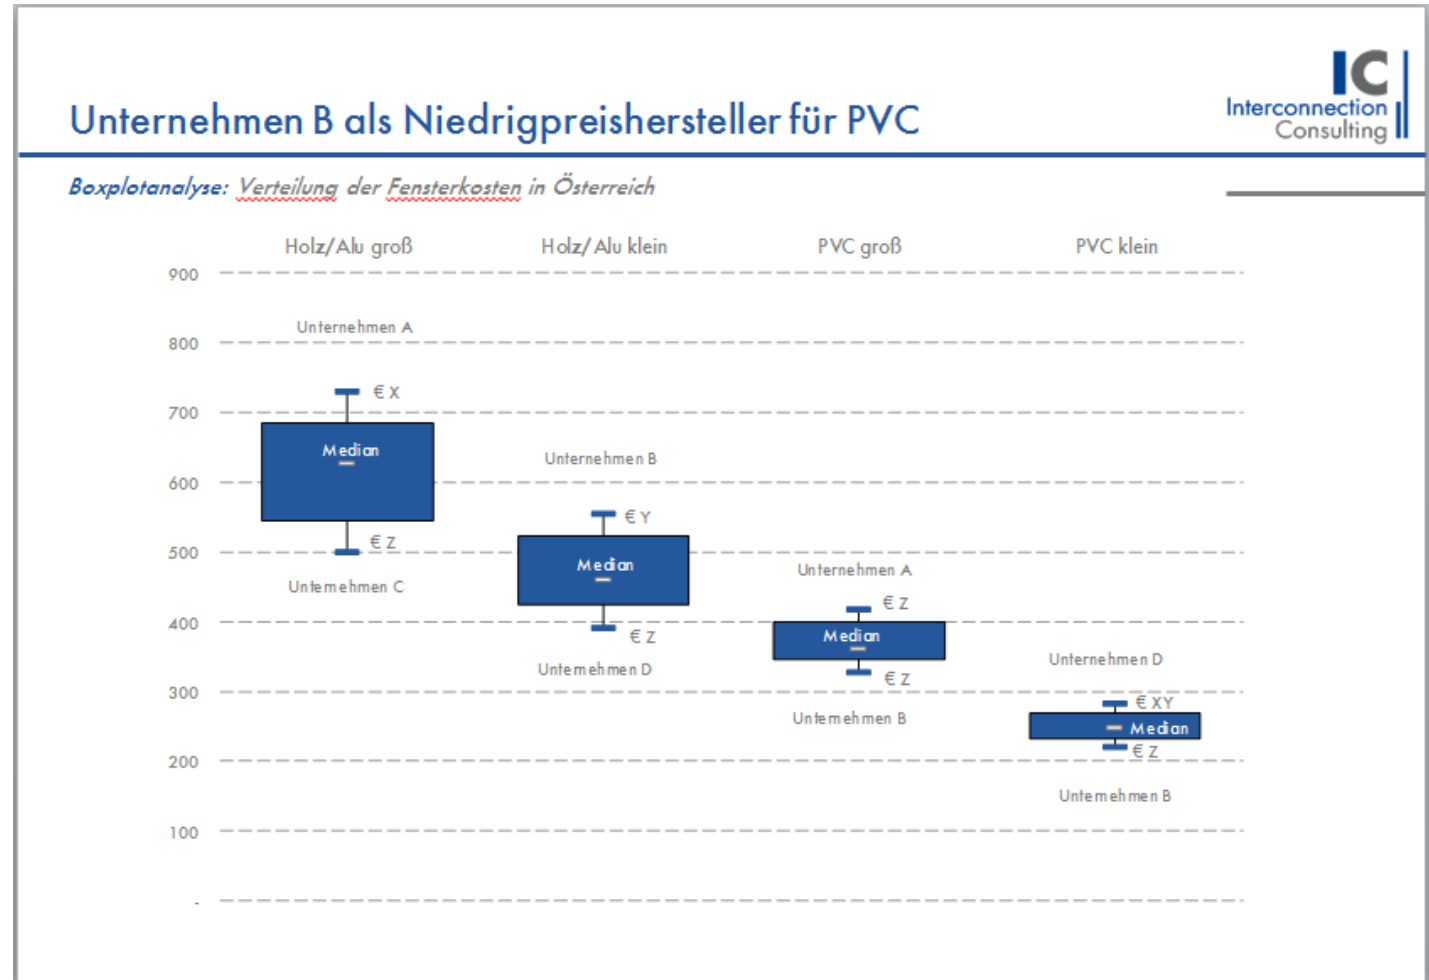 IC
Interconnection
Consulting
Unternehmen B als Niedrigpreishersteller für PVC
Boxplotanalyse: Verteilung der Fensterkosten in Österreich
Holz/Alu groß
Holz/Alu klein
PVC groß
PVC klein
900
Unternehmen A
800
€ X
700
Median
Unternehmen B
600
€ Y
€ Z
500
Median
Unternehmen A
Unternehmen C
€ Z
400
€ Z
Median
Unternehmen D
Unternehmen D
€ Z
300
€ XY
Unternehmen B
Median
€ Z
200
Unternehmen B
100
-